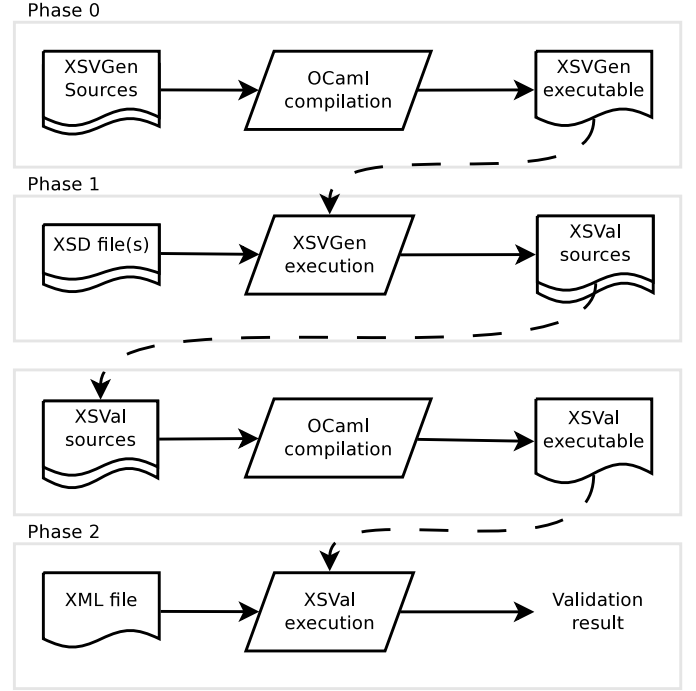 Phase 0
XSVGen
Sources
OCaml
compilation
XSVGen
executable
Phase 1
XSD file(s)
XSVGen
execution
XSVal
sources
XSVal
sources
OCaml
compilation
XSVal
executable
Phase 2
XML file
XSVal
execution
Validation
result